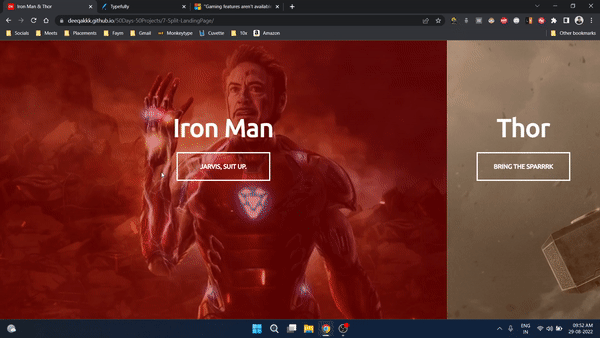 Iron Man & Thor
Typefully
"Gaming features aren't availabl
deeqakkk.github.io/50Days-50Projects/7-Split-LandingPage/
Socials
Meets
Placements
Faym
Gmail
Monkeytype
Cuvette
10x
Amazon
Other bookmarks
Iron Man
Thor
JARVIS, SUIT UP.
BRING THE SPARRRK
ENG
IN
09:52 AM
29-08-2022